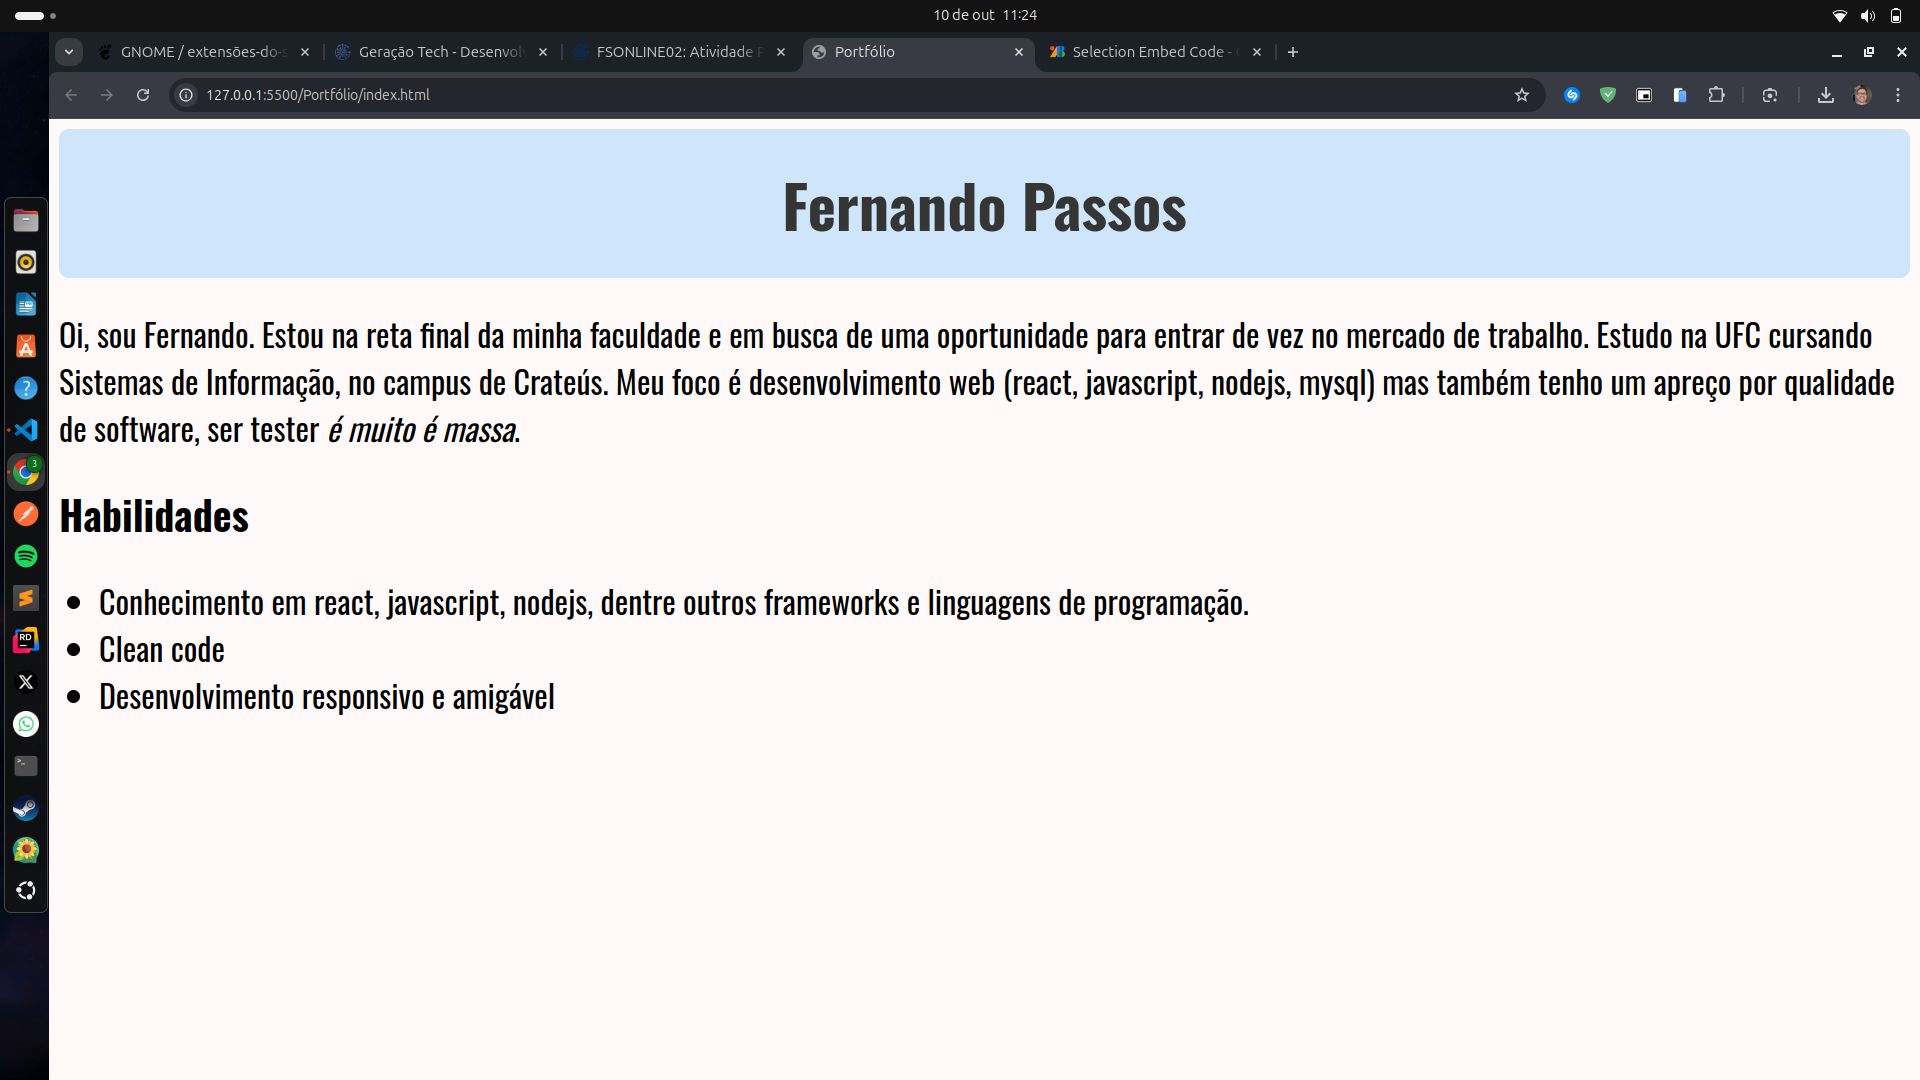 10 de out 11:24
GNOME / extensões-do-s
Geração Tech - Desenvol
FSONLINE02: Atividade P
Portfólio
Selection Embed Code -
127.0.0.1:5500/Portfólio/index.html
Fernando Passos
Oi, sou Fernando. Estou na reta final da minha faculdade e em busca de uma oportunidade para entrar de vez no mercado de trabalho. Estudo na UFC cursando
Sistemas de Informação, no campus de Crateús. Meu foco é desenvolvimento web (react, javascript, nodejs, mysql) mas também tenho um apreço por qualidade
de software, ser tester é muito é massa.
Habilidades
Conhecimento em react, javascript, nodejs, dentre outros frameworks e linguagens de programação.
Clean code
Desenvolvimento responsivo e amigável
3
RD